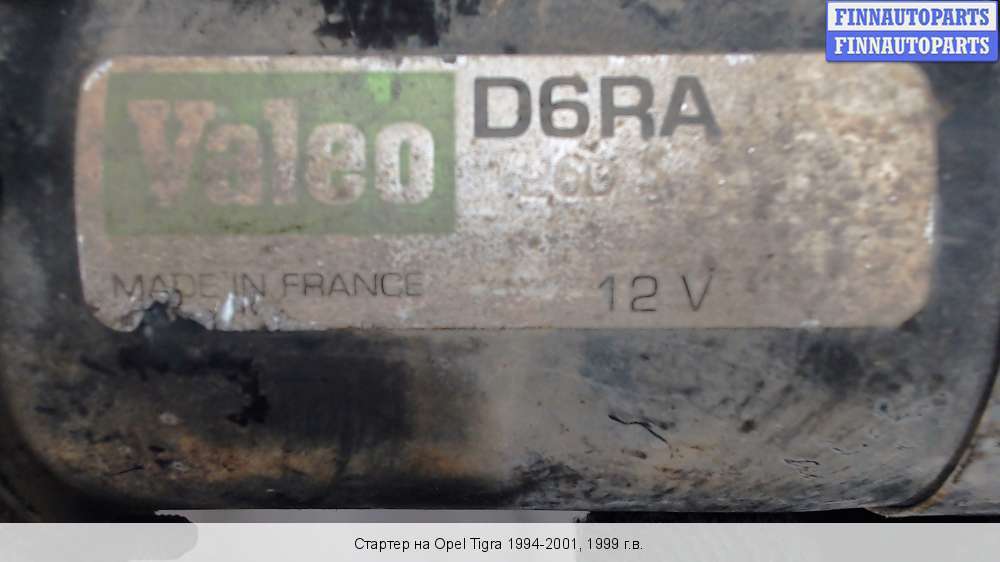 FINNAUTOPARTS
FINNAUTOPARTS
Valeo
D6RA
MADE IN FRANCE
12 V
Стартер на Opel Tigra 1994-2001, 1999 г.в.